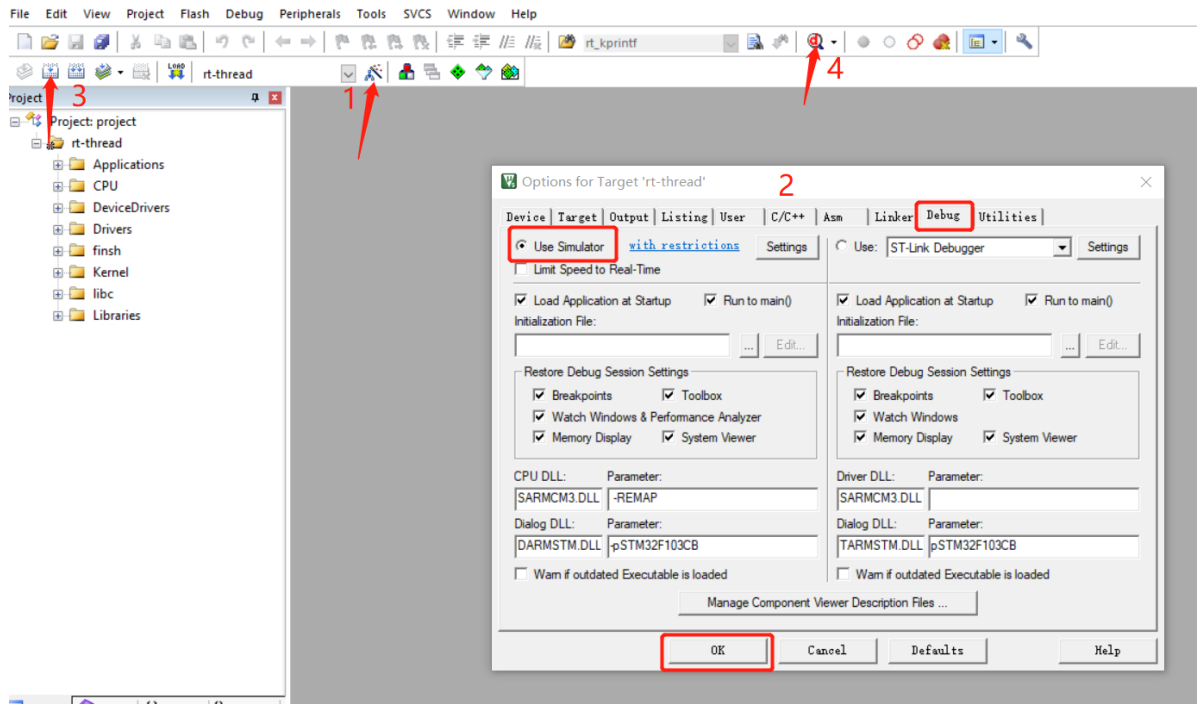 File Edit View Project Flash Debug Peripherals Tools SVCS Window Help
rt_kprintf
LOAD
rt-thread
3
1
4
Project
Project: project
rt-thread
Applications
CPU
DeviceDrivers
Drivers
finsh
Kernel
libc
Libraries
Options for Target 'rt-thread'
2
Device Target Output Listing User C/C++ Asm Linker Debug Utilities
Use Simulator with restrictions Settings Use: ST-Link Debugger Settings
Limit Speed to Real-Time
Load Application at Startup Run to main() Load Application at Startup Run to main()
Initialization File: Initialization File:
... Edit... ... Edit...
Restore Debug Session Settings Restore Debug Session Settings
Breakpoints Toolbox Breakpoints Toolbox
Watch Windows & Performance Analyzer Watch Windows
Memory Display System Viewer Memory Display System Viewer
CPU DLL: Parameter: Driver DLL: Parameter:
SARMCM3.DLL -REMAP SARMCM3.DLL
Dialog DLL: Parameter: Dialog DLL: Parameter:
DARMSTM.DLL -pSTM32F103CB TARMSTM.DLL pSTM32F103CB
Warn if outdated Executable is loaded Warn if outdated Executable is loaded
Manage Component Viewer Description Files ...
OK Cancel Defaults Help